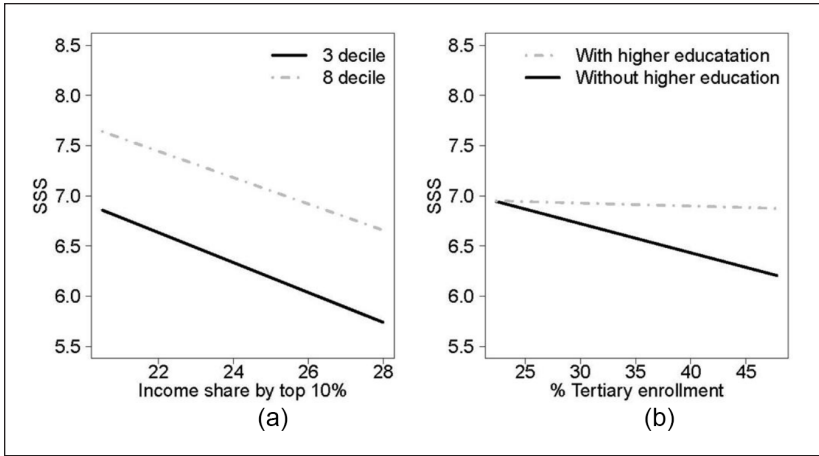 8.5
8.0
7.5
7.0
6.5
6.0
5.5
SSS
3 decile
8 decile
22 24 26 28
Income share by top 10%
(a)
8.5
8.0
7.5
7.0
6.5
6.0
5.5
SSS
With higher educatation
Without higher education
25 30 35 40 45
% Tertiary enrollment
(b)